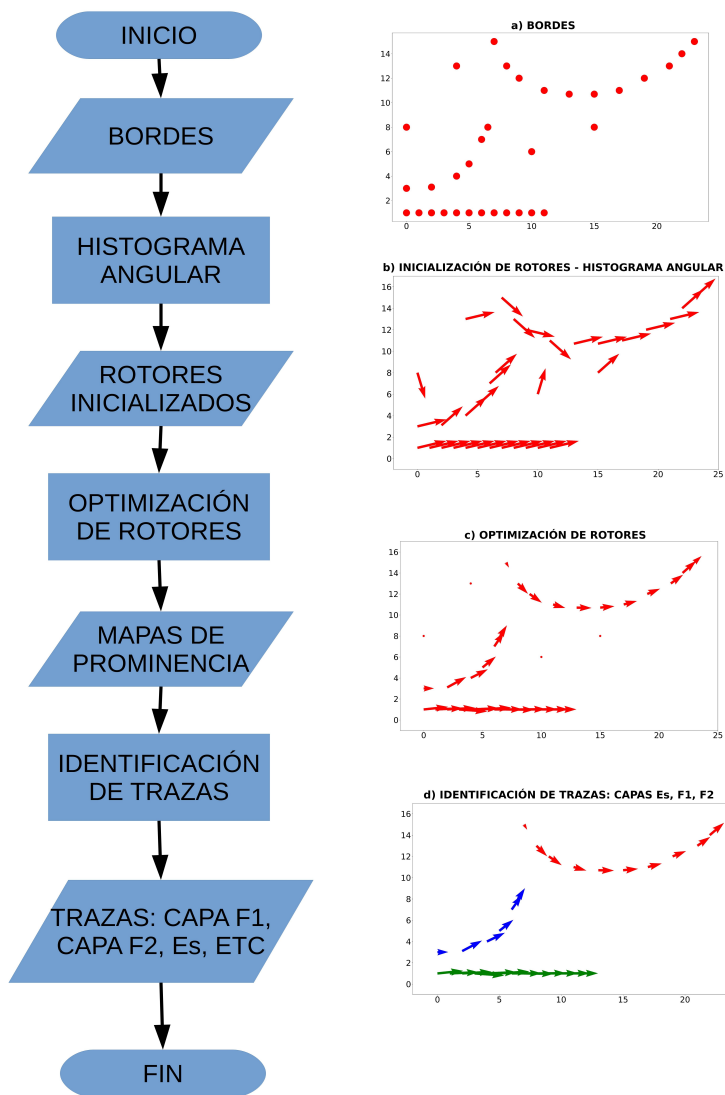 INICIO
BORDES
HISTOGRAMA
ANGULAR
ROTORES
INICIALIZADOS
OPTIMIZACIÓN
DE ROTORES
MAPAS DE
PROMINENCIA
IDENTIFICACIÓN
DE TRAZAS
TRAZAS: CAPA F1,
CAPA F2, Es, ETC
FIN
a) BORDES
14
12
10
8
6
4
2
0 5 10 15 20
b) INICIALIZACIÓN DE ROTORES - HISTOGRAMA ANGULAR
16
14
12
10
8
6
4
2
0
0 5 10 15 20 25
c) OPTIMIZACIÓN DE ROTORES
16
14
12
10
8
6
4
2
0
0 5 10 15 20 25
d) IDENTIFICACIÓN DE TRAZAS: CAPAS Es, F1, F2
16
14
12
10
8
6
4
2
0
0 5 10 15 20